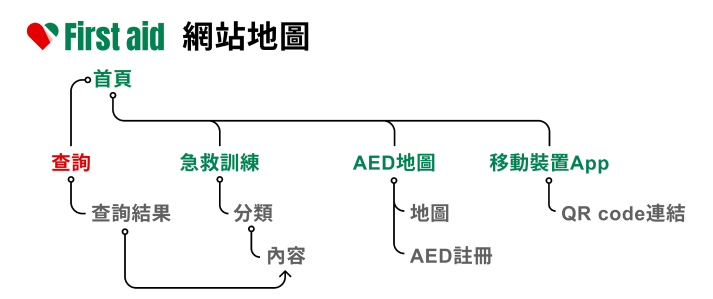 First aid 網站地圖
首頁
查詢 急救訓練 AED地圖 移動裝置App
查詢結果 分類 地圖 QR code連結
內容 AED註冊